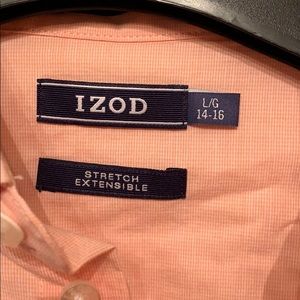 IZOD
L/G
14-16
STRETCH
EXTENSIBLE